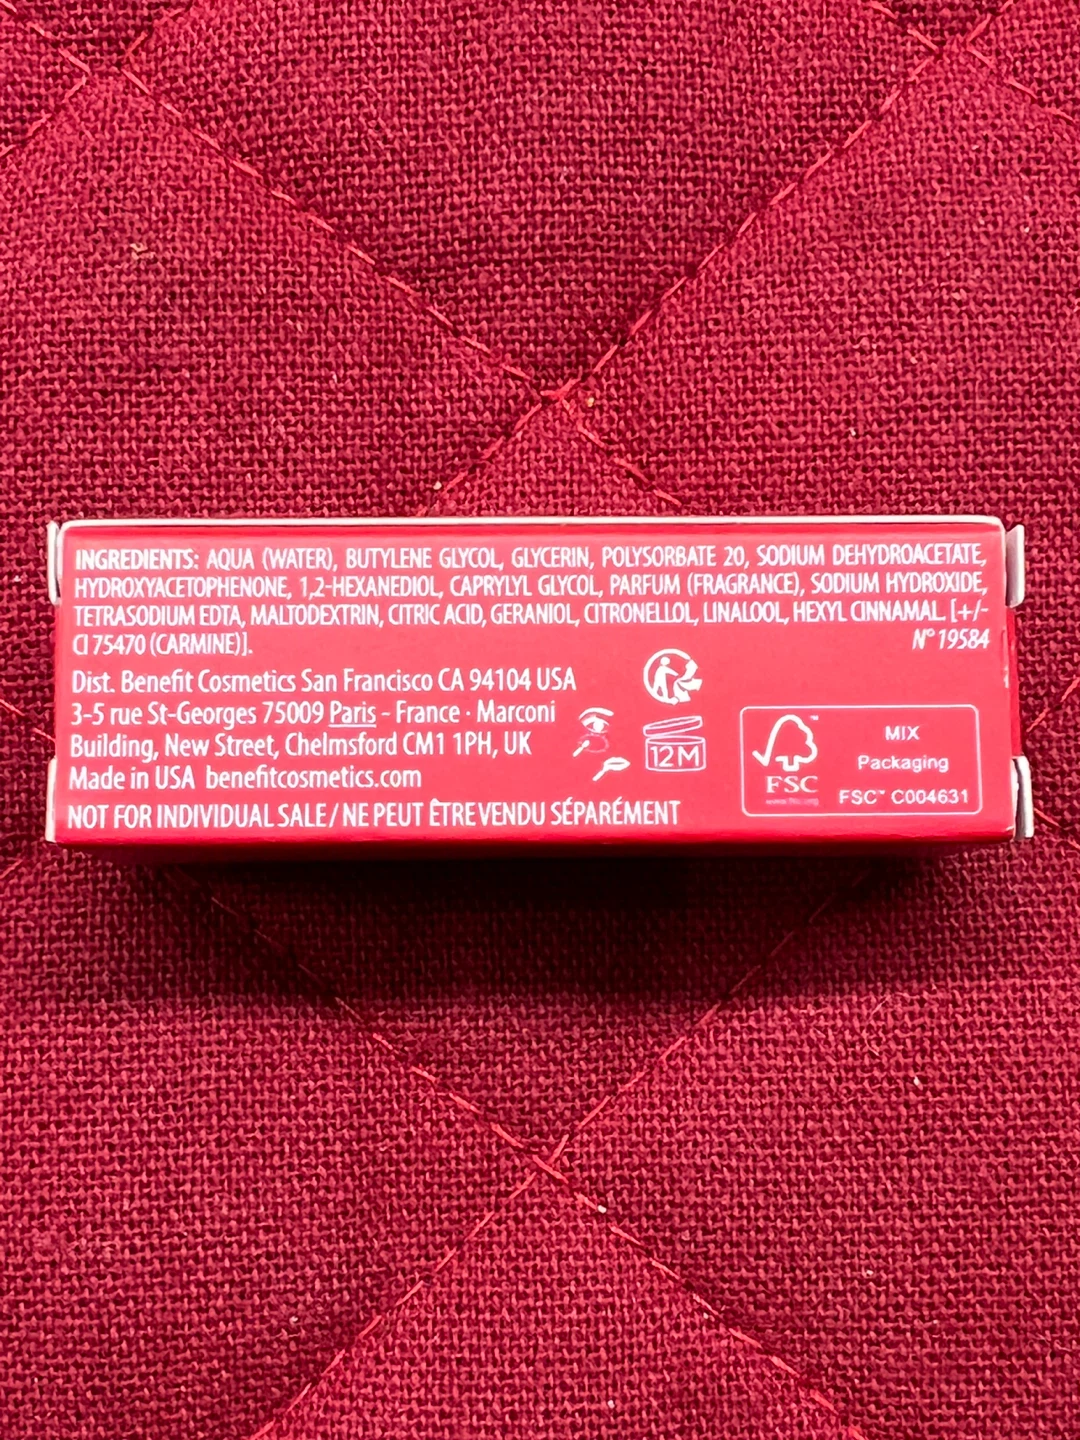 INGREDIENTS: AQUA (WATER), BUTYLENE GLYCOL, GLYCERIN, POLYSORBATE 20, SODIUM DEHYDROACETATE,
HYDROXYACETOPHENONE, 1,2-HEXANEDIOL, CAPRYLYL GLYCOL, PARFUM (FRAGRANCE), SODIUM HYDROXIDE,
TETRASODIUM EDTA, MALTODEXTRIN, CITRIC ACID, GERANIOL, CITRONELLOL, LINALOOL, HEXYL CINNAMAL. [+/-
CI 75470 (CARMINE)].
N° 19584
Dist. Benefit Cosmetics San Francisco CA 94104 USA
3-5 rue St-Georges 75009 Paris - France · Marconi
Building, New Street, Chelmsford CM1 1PH, UK
Made in USA benefitcosmetics.com
NOT FOR INDIVIDUAL SALE / NE PEUT ÊTRE VENDU SÉPARÉMENT
12M
FSC™
MIX
Packaging
FSC™ C004631